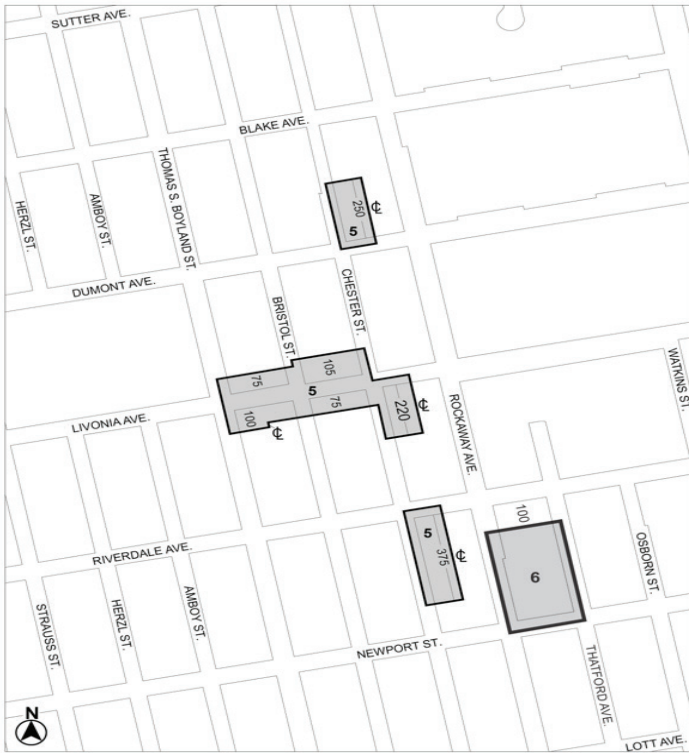 SUTTER AVE.
BLAKE AVE.
THOMAS S. BOYLAND ST.
AMBOY ST.
HERZL ST.
250
℄
5
DUMONT AVE.
CHESTER ST.
BRISTOL ST.
WATKINS ST.
75
105
5
100
75
220
℄
℄
LIVONIA AVE.
ROCKAWAY AVE.
100
5
375
℄
6
OSBORN ST.
RIVERDALE AVE.
STRAUSS ST.
HERZL ST.
AMBOY ST.
NEWPORT ST.
THATFORD AVE.
LOTT AVE.
N